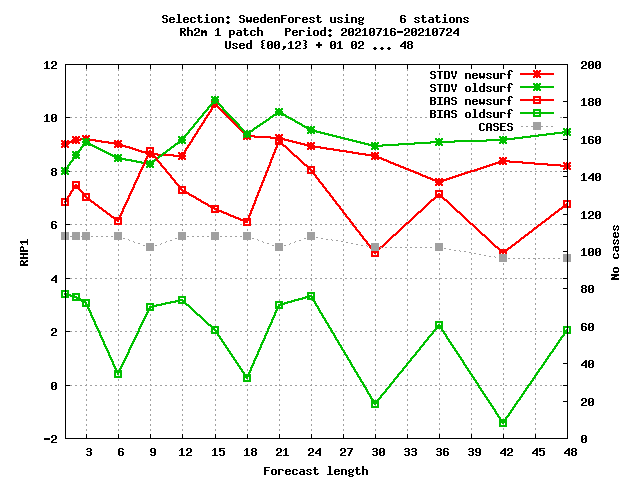 Selection: SwedenForest using     6 stations
Rh2m 1 patch   Period: 20210716-20210724
Used {00,12} + 01 02 ... 48
STDV newsurf
STDV oldsurf
BIAS newsurf
BIAS oldsurf
CASES
12
10
8
6
4
2
0
-2
RHP1
200
180
160
140
120
100
80
60
40
20
0
No cases
3 6 9 12 15 18 21 24 27 30 33 36 39 42 45 48
Forecast length